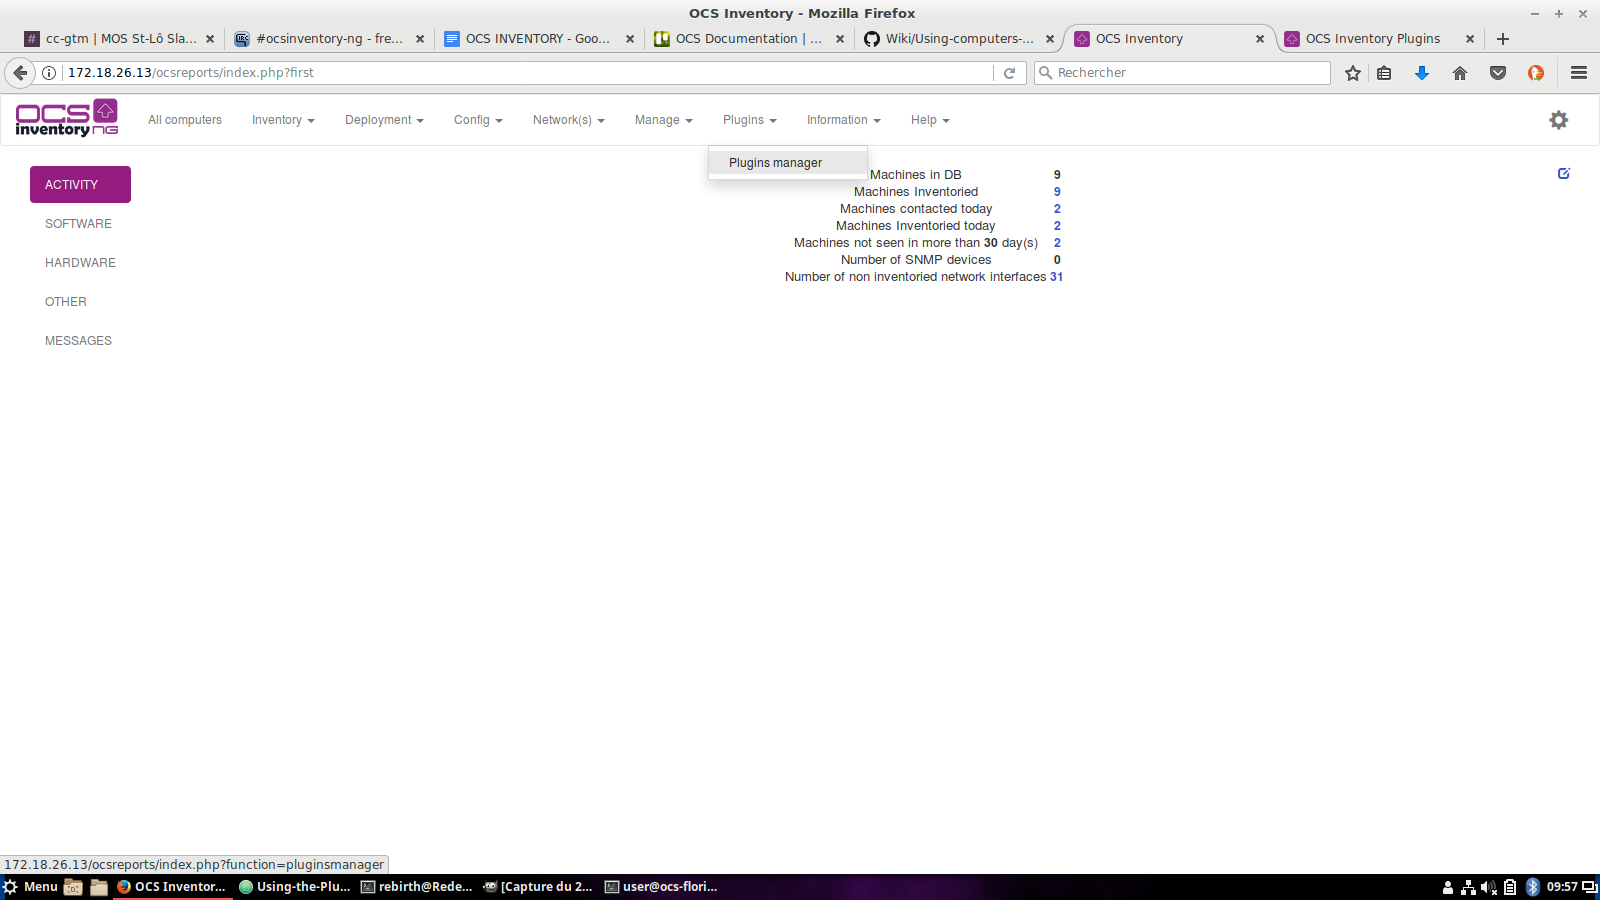 OCS Inventory - Mozilla Firefox
# cc-gtm | MOS St-Lô Sla...
#ocsinventory-ng - fre...
OCS INVENTORY - Goo...
OCS Documentation | ...
Wiki/Using-computers-...
OCS Inventory
OCS Inventory Plugins
172.18.26.13/ocsreports/index.php?first
Rechercher
OCS
inventory NG
All computers
Inventory
Deployment
Config
Network(s)
Manage
Plugins
Information
Help
Plugins manager
ACTIVITY
SOFTWARE
HARDWARE
OTHER
MESSAGES
Machines in DB 9
Machines Inventoried 9
Machines contacted today 2
Machines Inventoried today 2
Machines not seen in more than 30 day(s) 2
Number of SNMP devices 0
Number of non inventoried network interfaces 31
172.18.26.13/ocsreports/index.php?function=pluginsmanager
Menu
OCS Inventor...
Using-the-Plu...
rebirth@Rede...
[Capture du 2...
user@ocs-flori...
09:57